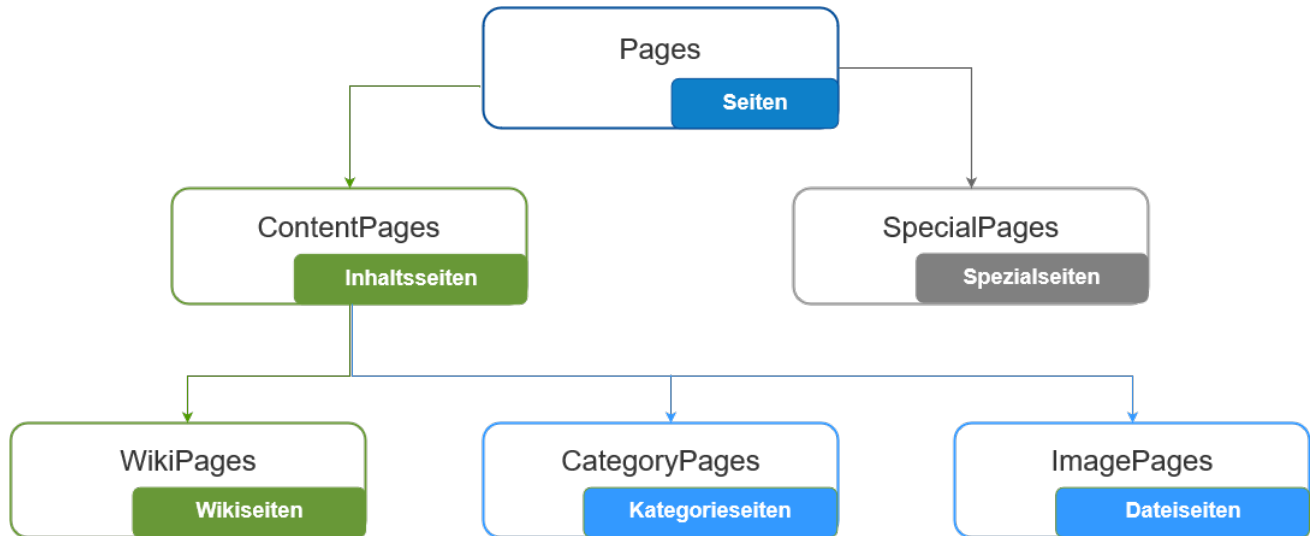 Pages
Seiten
ContentPages
Inhaltsseiten
SpecialPages
Spezialseiten
WikiPages
Wikiseiten
CategoryPages
Kategorieseiten
ImagePages
Dateiseiten